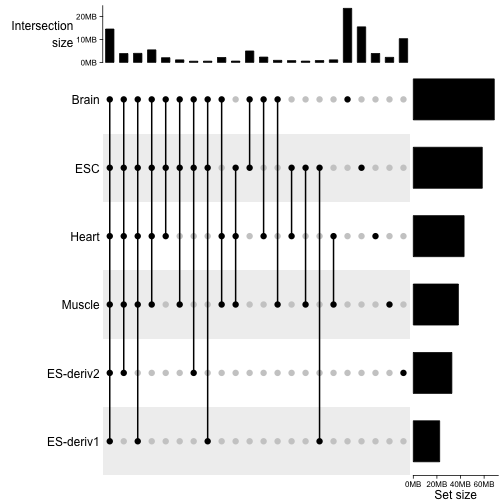 Intersection
size
20MB
10MB
0MB
Brain
ESC
Heart
Muscle
ES-deriv2
ES-deriv1
0MB 20MB 40MB 60MB
Set size